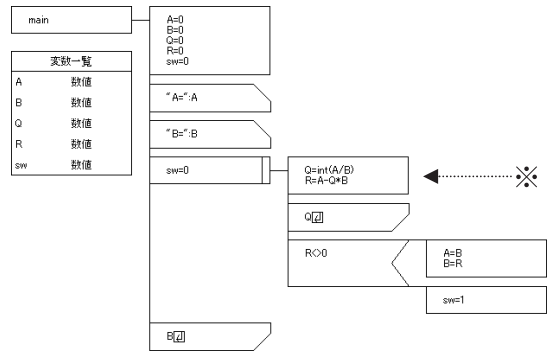 main
変数一覧
A 数値
B 数値
Q 数値
R 数値
sw 数値
A=0
B=0
Q=0
R=0
sw=0
"A=":A
"B=":B
sw=0
Q=int(A/B)
R=A-Q*B
※
Q↲
R<>0
A=B
B=R
sw=1
B↲